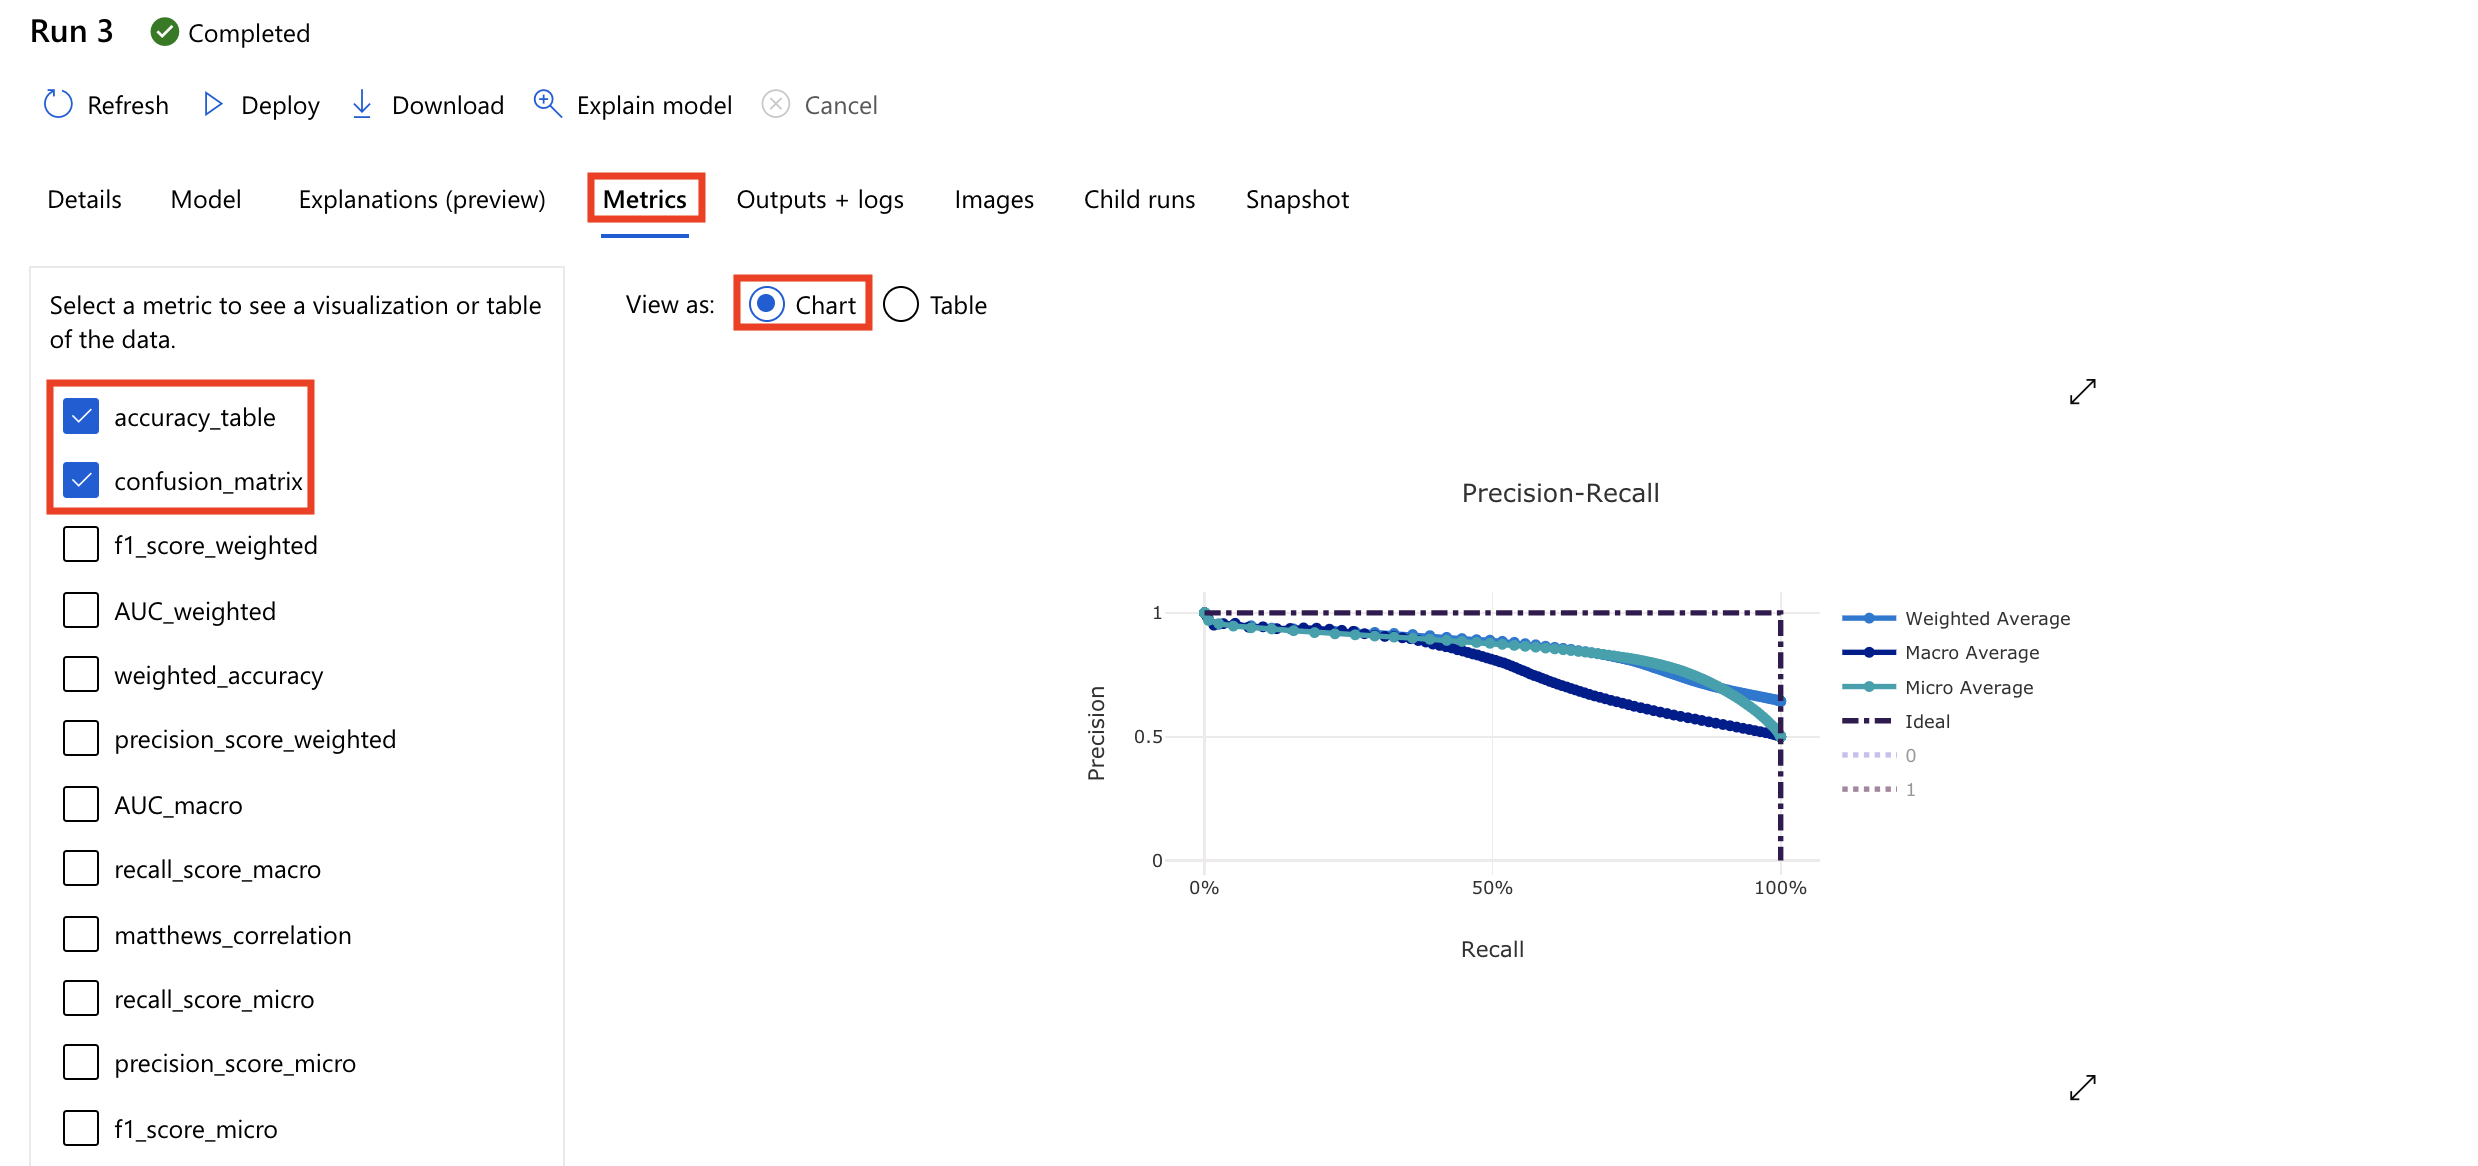 Run 3 Completed
Refresh Deploy Download Explain model Cancel
Details Model Explanations (preview) Metrics Outputs + logs Images Child runs Snapshot
Select a metric to see a visualization or table
of the data.
accuracy_table
confusion_matrix
f1_score_weighted
AUC_weighted
weighted_accuracy
precision_score_weighted
AUC_macro
recall_score_macro
matthews_correlation
recall_score_micro
precision_score_micro
f1_score_micro
View as: Chart Table
Precision-Recall
Precision
1
0.5
0
0% 50% 100%
Recall
Weighted Average
Macro Average
Micro Average
Ideal
0
1